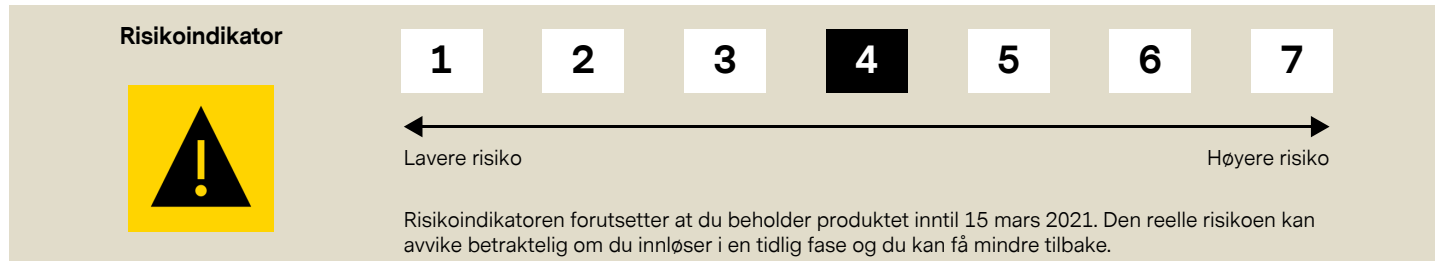 Risikoindikator
1 2 3 4 5 6 7
Lavere risiko Høyere risiko
Risikoindikatoren forutsetter at du beholder produktet inntil 15 mars 2021. Den reelle risikoen kan
avvike betraktelig om du innløser i en tidlig fase og du kan få mindre tilbake.